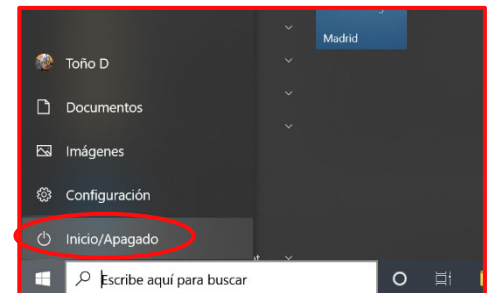 Madrid
Toño D
Documentos
Imágenes
Configuración
Inicio/Apagado
Escribe aquí para buscar